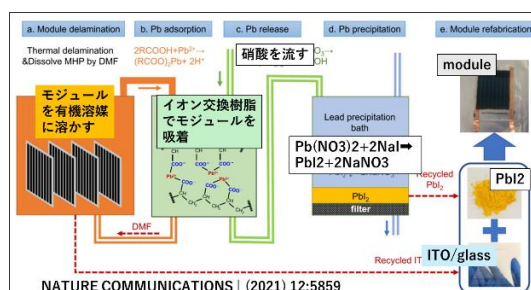 a. Module delamination
b. Pb adsorption
c. Pb release
d. Pb precipitation
e. Module refabrication
Thermal delamination
&Dissolve MHP by DMF
2RCOOH+Pb²⁺→
(RCOO)₂Pb+ 2H⁺
硝酸を流す
module
モジュール
を有機溶媒
に溶かす
イオン交換樹脂
でモジュールを
吸着
Lead precipitation
bath
Pb(NO3)2+2NaI➡
PbI2+2NaNO3
PbI₂
filter
Recycled
PbI₂
PbI2
DMF
ITO/glass
Recycled IT
NATURE COMMUNICATIONS | (2021) 12:5859